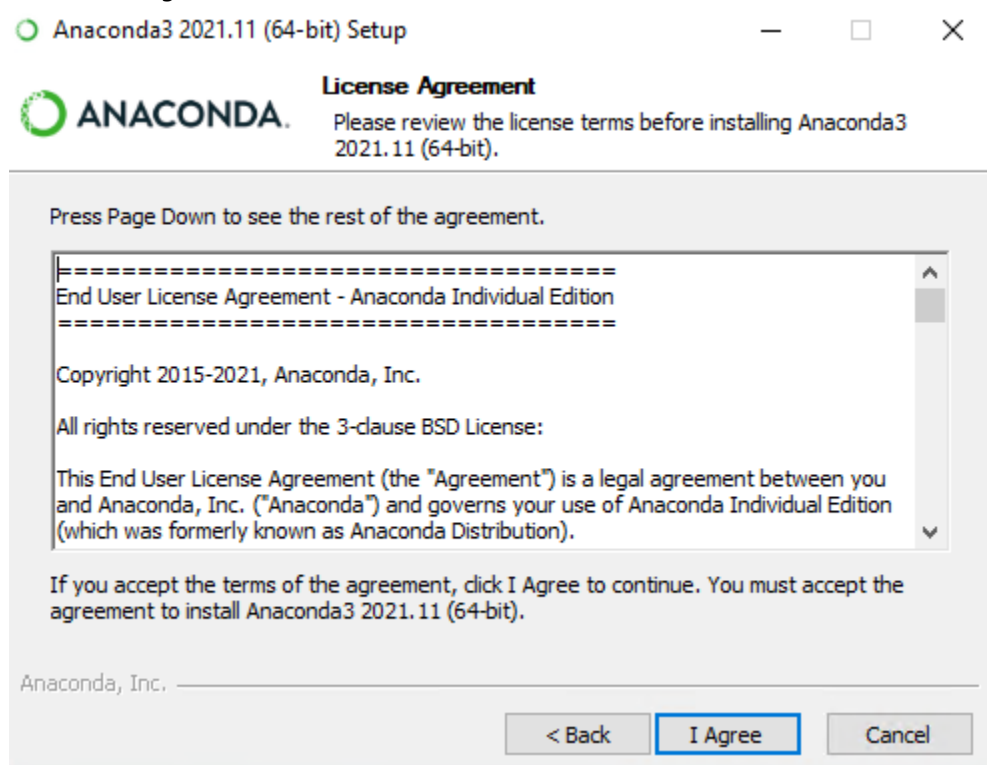 Anaconda3 2021.11 (64-bit) Setup
ANACONDA.
License Agreement
Please review the license terms before installing Anaconda3
2021.11 (64-bit).
Press Page Down to see the rest of the agreement.
===================================
End User License Agreement - Anaconda Individual Edition
===================================
Copyright 2015-2021, Anaconda, Inc.
All rights reserved under the 3-clause BSD License:
This End User License Agreement (the "Agreement") is a legal agreement between you
and Anaconda, Inc. ("Anaconda") and governs your use of Anaconda Individual Edition
(which was formerly known as Anaconda Distribution).
If you accept the terms of the agreement, click I Agree to continue. You must accept the
agreement to install Anaconda3 2021.11 (64-bit).
Anaconda, Inc.
< Back
I Agree
Cancel